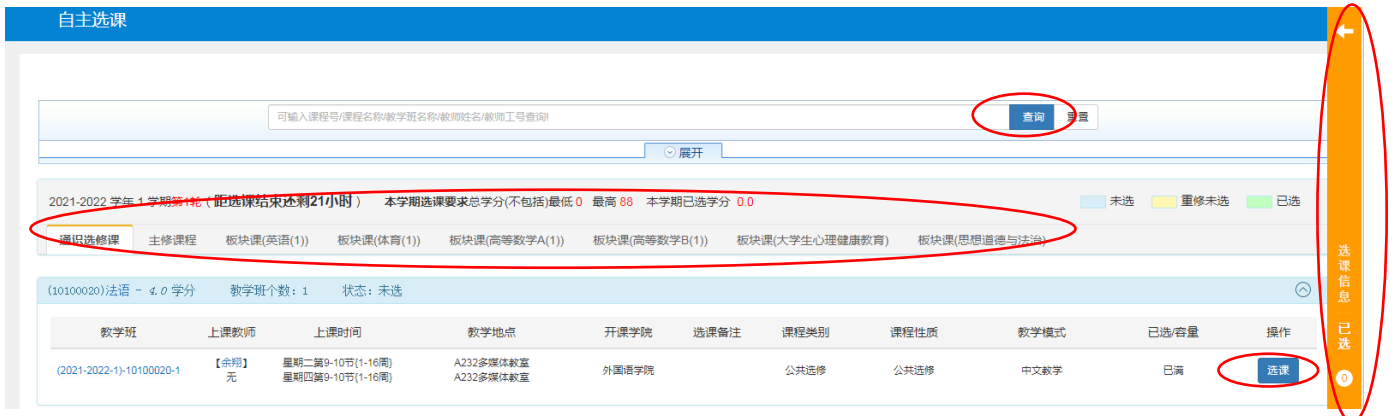 自主选课
可输入课程号/课程名称/教学班名称/教师姓名/教师工号查询!
查询 重置
展开
2021-2022 学年 1 学期第1轮 ( 距选课结束还剩21小时 ) 本学期选课要求总学分(不包括)最低 0 最高 88 本学期已选学分 0.0 未选 重修未选 已选
通识选修课 主修课程 板块课(英语(1)) 板块课(体育(1)) 板块课(高等数学A(1)) 板块课(高等数学B(1)) 板块课(大学生心理健康教育) 板块课(思想道德与法治)
(10100020)法语 - 4.0 学分 教学班个数: 1 状态: 未选
教学班 上课教师 上课时间 教学地点 开课学院 选课备注 课程类别 课程性质 教学模式 已选/容量 操作
(2021-2022-1)-10100020-1 【余翔】 无 星期二第9-10节{1-16周} 星期四第9-10节{1-16周} A232多媒体教室 A232多媒体教室 外国语学院 公共选修 公共选修 中文教学 已满 选课
选课信息 已选 0